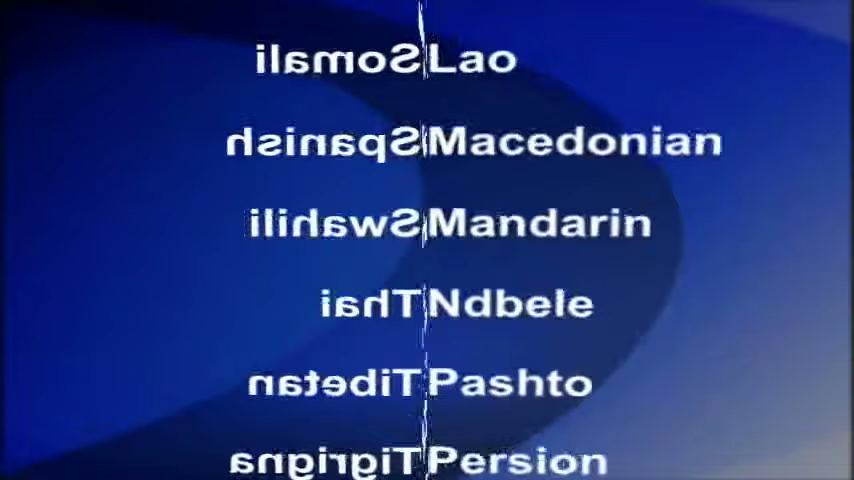 Somali Lao
Spanish Macedonian
Swahili Mandarin
Thai Ndbele
Tibetan Pashto
Tigrigna Persion